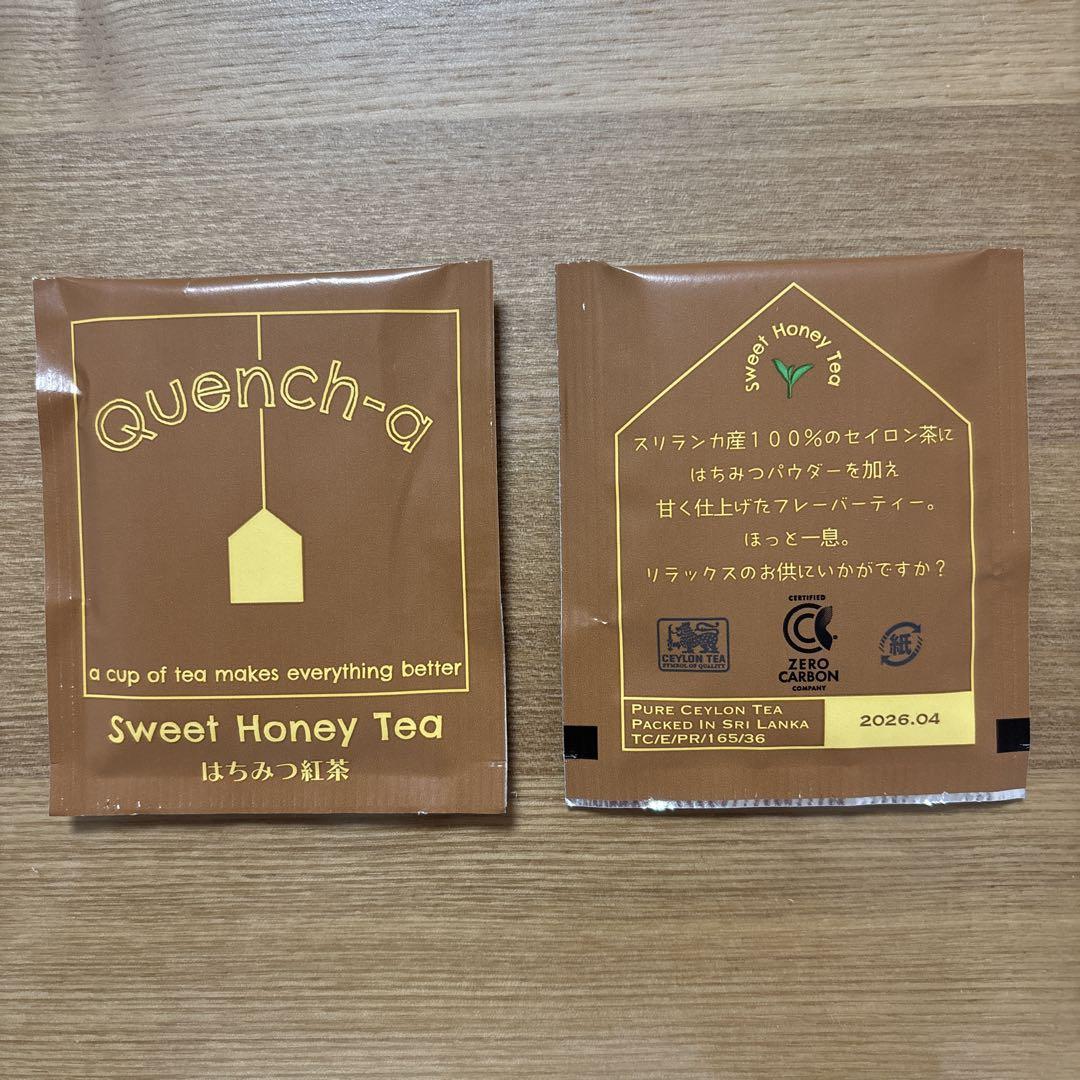 Quench-a
a cup of tea makes everything better
Sweet Honey Tea
はちみつ紅茶
Sweet Honey Tea
スリランカ産100%のセイロン茶に
はちみつパウダーを加え
甘く仕上げたフレーバーティー。
ほっと一息。
リラックスのお供にいかがですか?
CEYLON TEA
SYMBOL OF QUALITY
CERTIFIED
ZERO
CARBON
COMPANY
紙
PURE CEYLON TEA
PACKED IN SRI LANKA
TC/E/PR/165/36
2026.04